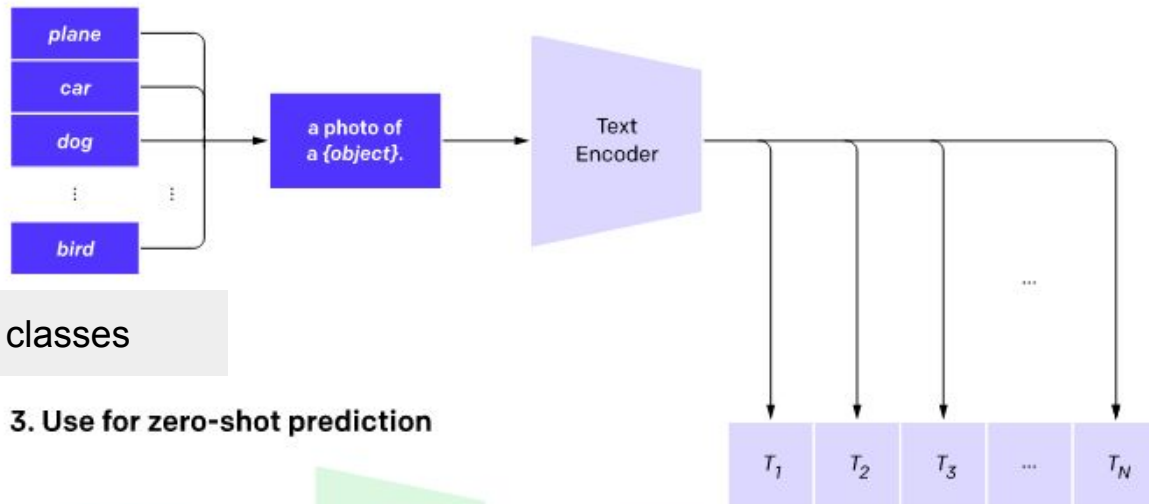 plane
car
dog
⋮
⋮
bird
a photo of
a {object}.
Text
Encoder
...
classes
3. Use for zero-shot prediction
T1
T2
T3
...
TN